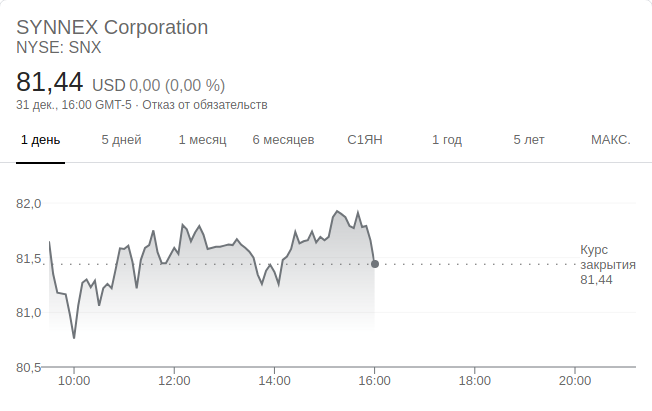 SYNNEX Corporation
NYSE: SNX
81,44 USD 0,00 (0,00 %)
31 дек., 16:00 GMT-5 · Отказ от обязательств
1 день 5 дней 1 месяц 6 месяцев С1ЯН 1 год 5 лет МАКС.
82,0
81,5
81,0
80,5
Курс
закрытия
81,44
10:00 12:00 14:00 16:00 18:00 20:00